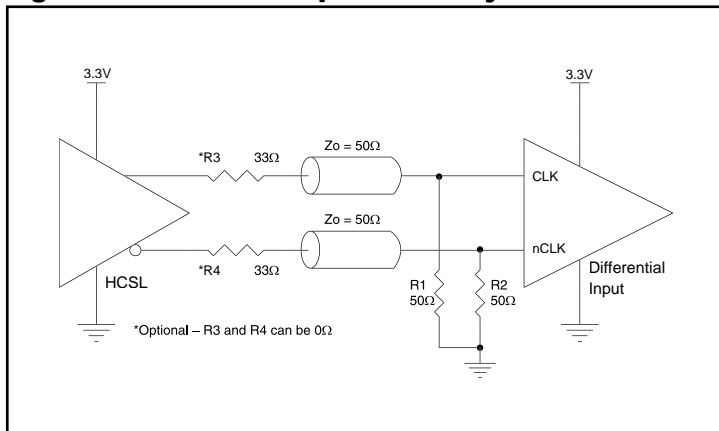 3.3V
3.3V
*R3 33Ω
Zo = 50Ω
CLK
Zo = 50Ω
nCLK
*R4 33Ω
HCSL
R1
50Ω
R2
50Ω
Differential
Input
*Optional – R3 and R4 can be 0Ω